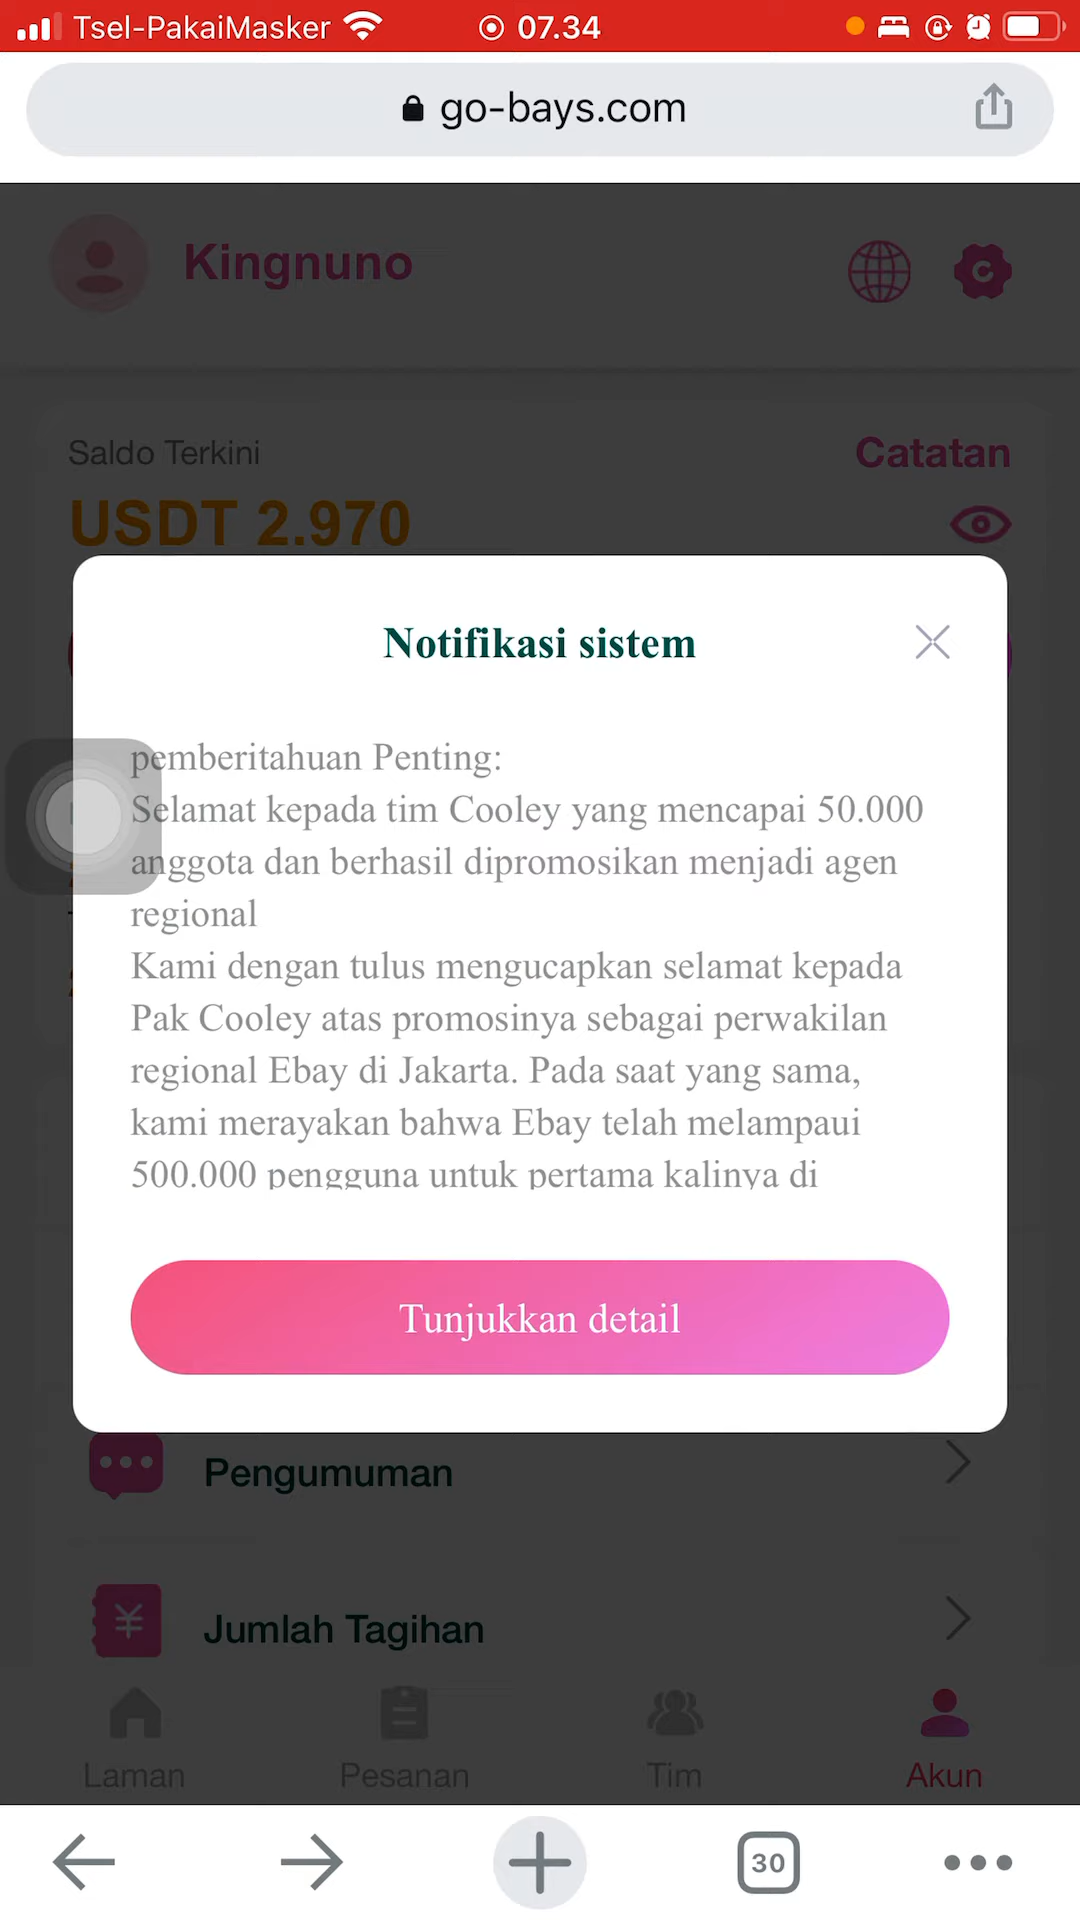 Tsel-PakaiMasker
07.34
go-bays.com
Kingnuno
Saldo Terkini
Catatan
USDT 2.970
Notifikasi sistem
pemberitahuan Penting:
Selamat kepada tim Cooley yang mencapai 50.000
anggota dan berhasil dipromosikan menjadi agen
regional
Kami dengan tulus mengucapkan selamat kepada
Pak Cooley atas promosinya sebagai perwakilan
regional Ebay di Jakarta. Pada saat yang sama,
kami merayakan bahwa Ebay telah melampaui
500.000 pengguna untuk pertama kalinya di
Tunjukkan detail
Pengumuman
¥
Jumlah Tagihan
Laman
Pesanan
Tim
Akun
30